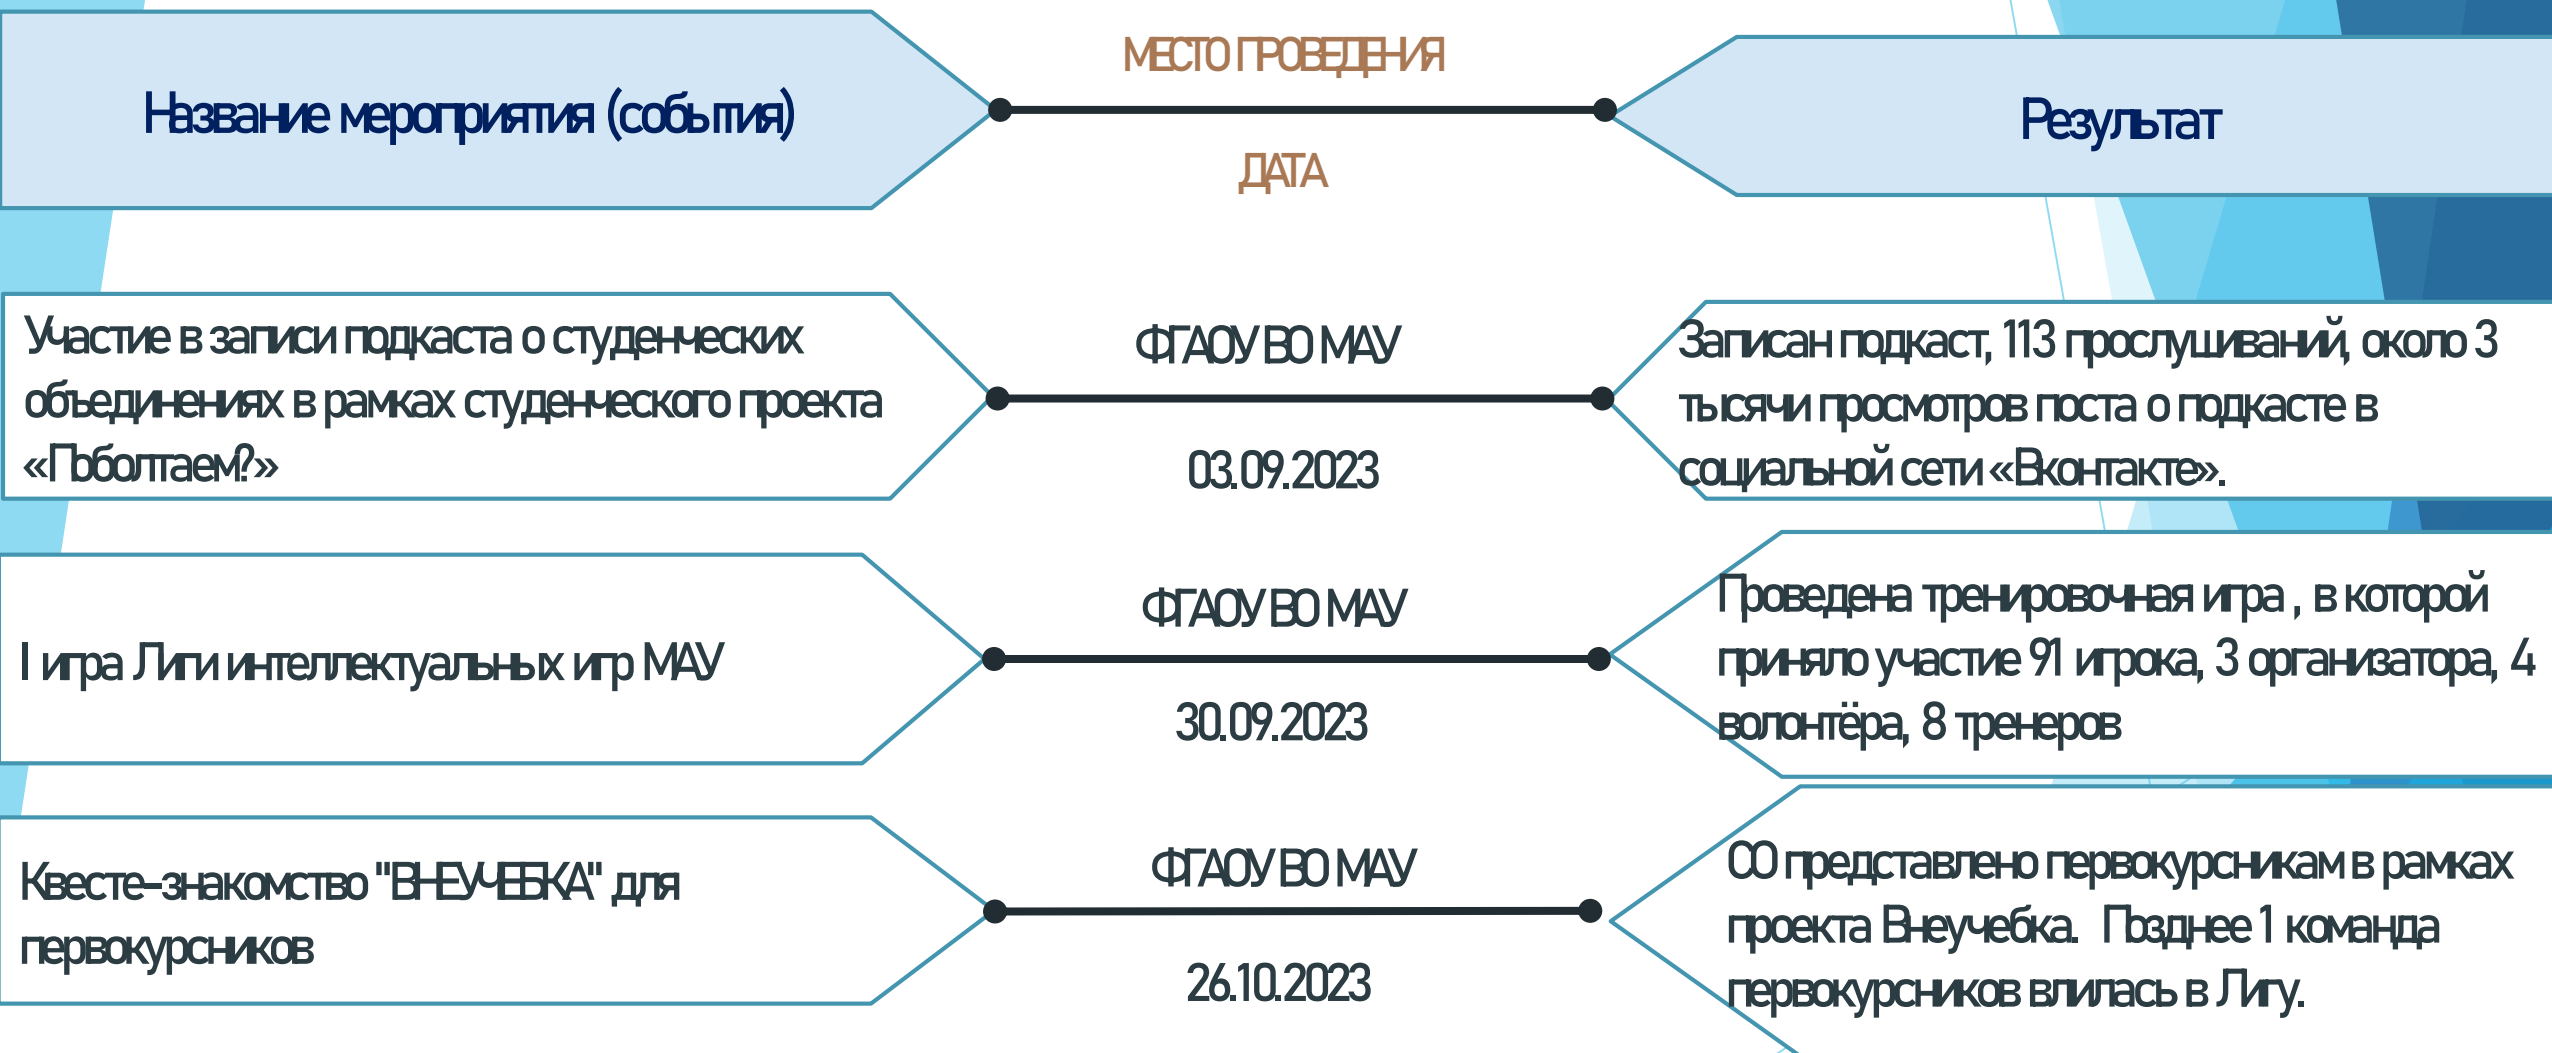 Название мероприятия (события)
МЕСТО ПРОВЕДЕНИЯ
ДАТА
Результат
Участие в записи подкаста о студенческих
объединениях в рамках студенческого проекта
«Поболтаем?»
ФГАОУ ВО МАУ
03.09.2023
Записан подкаст, 113 прослушиваний, около 3
тысячи просмотров поста о подкасте в
социальной сети «Вконтакте».
I игра Лиги интеллектуальных игр МАУ
ФГАОУ ВО МАУ
30.09.2023
Проведена тренировочная игра , в которой
приняло участие 91 игрока, 3 организатора, 4
волонтёра, 8 тренеров
Квесте-знакомство "ВНЕУЧЕБКА" для
первокурсников
ФГАОУ ВО МАУ
26.10.2023
СО представлено первокурсникам в рамках
проекта Внеучебка. Позднее 1 команда
первокурсников влилась в Лигу.